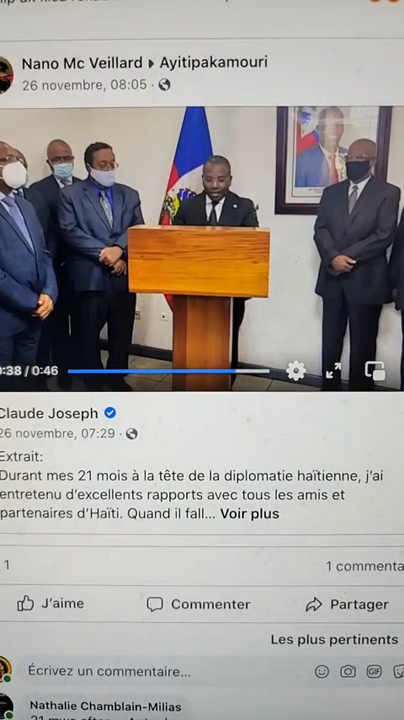 Nano Mc Veillard ▸ Ayitipakamouri
26 novembre, 08:05 ·
:38 / 0:46
Claude Joseph
26 novembre, 07:29 ·
Extrait:
Durant mes 21 mois à la tête de la diplomatie haïtienne, j'ai
entretenu d'excellents rapports avec tous les amis et
partenaires d'Haïti. Quand il fall... Voir plus
1
1 commenta
J'aime
Commenter
Partager
Les plus pertinents
Écrivez un commentaire...
GIF
Nathalie Chamblain-Milias